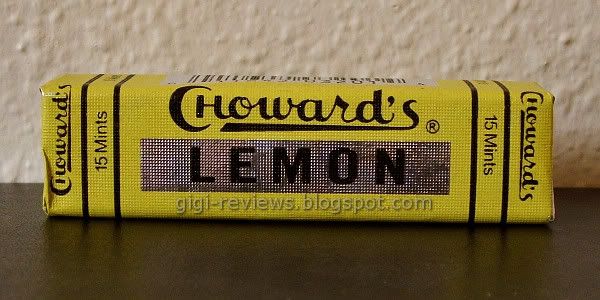 CHoward's
15 Mints
CHoward's®
LEMON
15 Mints
CHoward's
gigi-reviews.blogspot.com